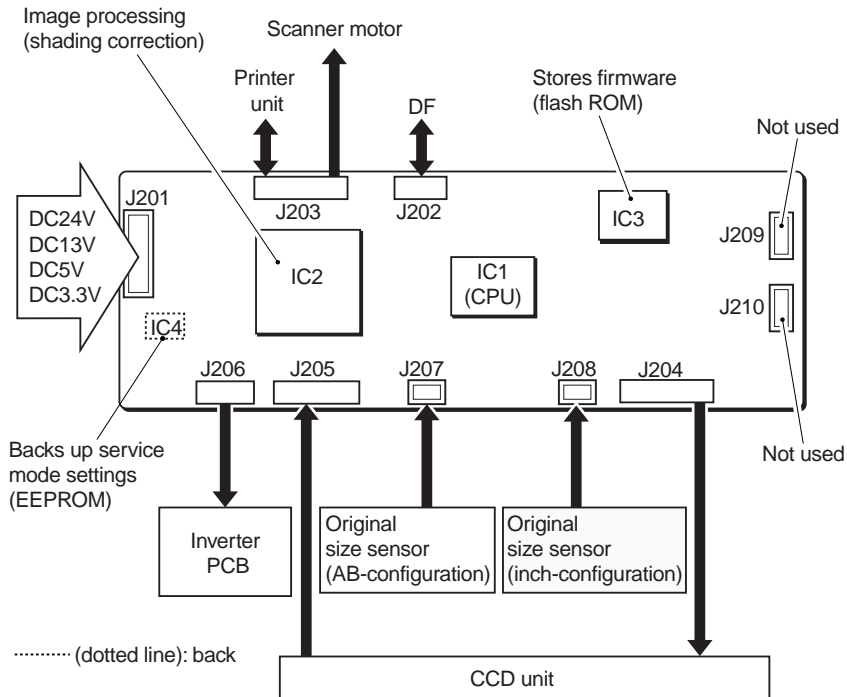 Image processing
(shading correction)
Scanner motor
Printer
unit
DF
Stores firmware
(flash ROM)
Not used
J201
J203
J202
DC24V
DC13V
DC5V
DC3.3V
IC3
J209
IC2
IC1
(CPU)
J210
IC4
J206
J205
J207
J208
J204
Backs up service
mode settings
(EEPROM)
Not used
Inverter
PCB
Original
size sensor
(AB-configuration)
Original
size sensor
(inch-configuration)
(dotted line): back
CCD unit